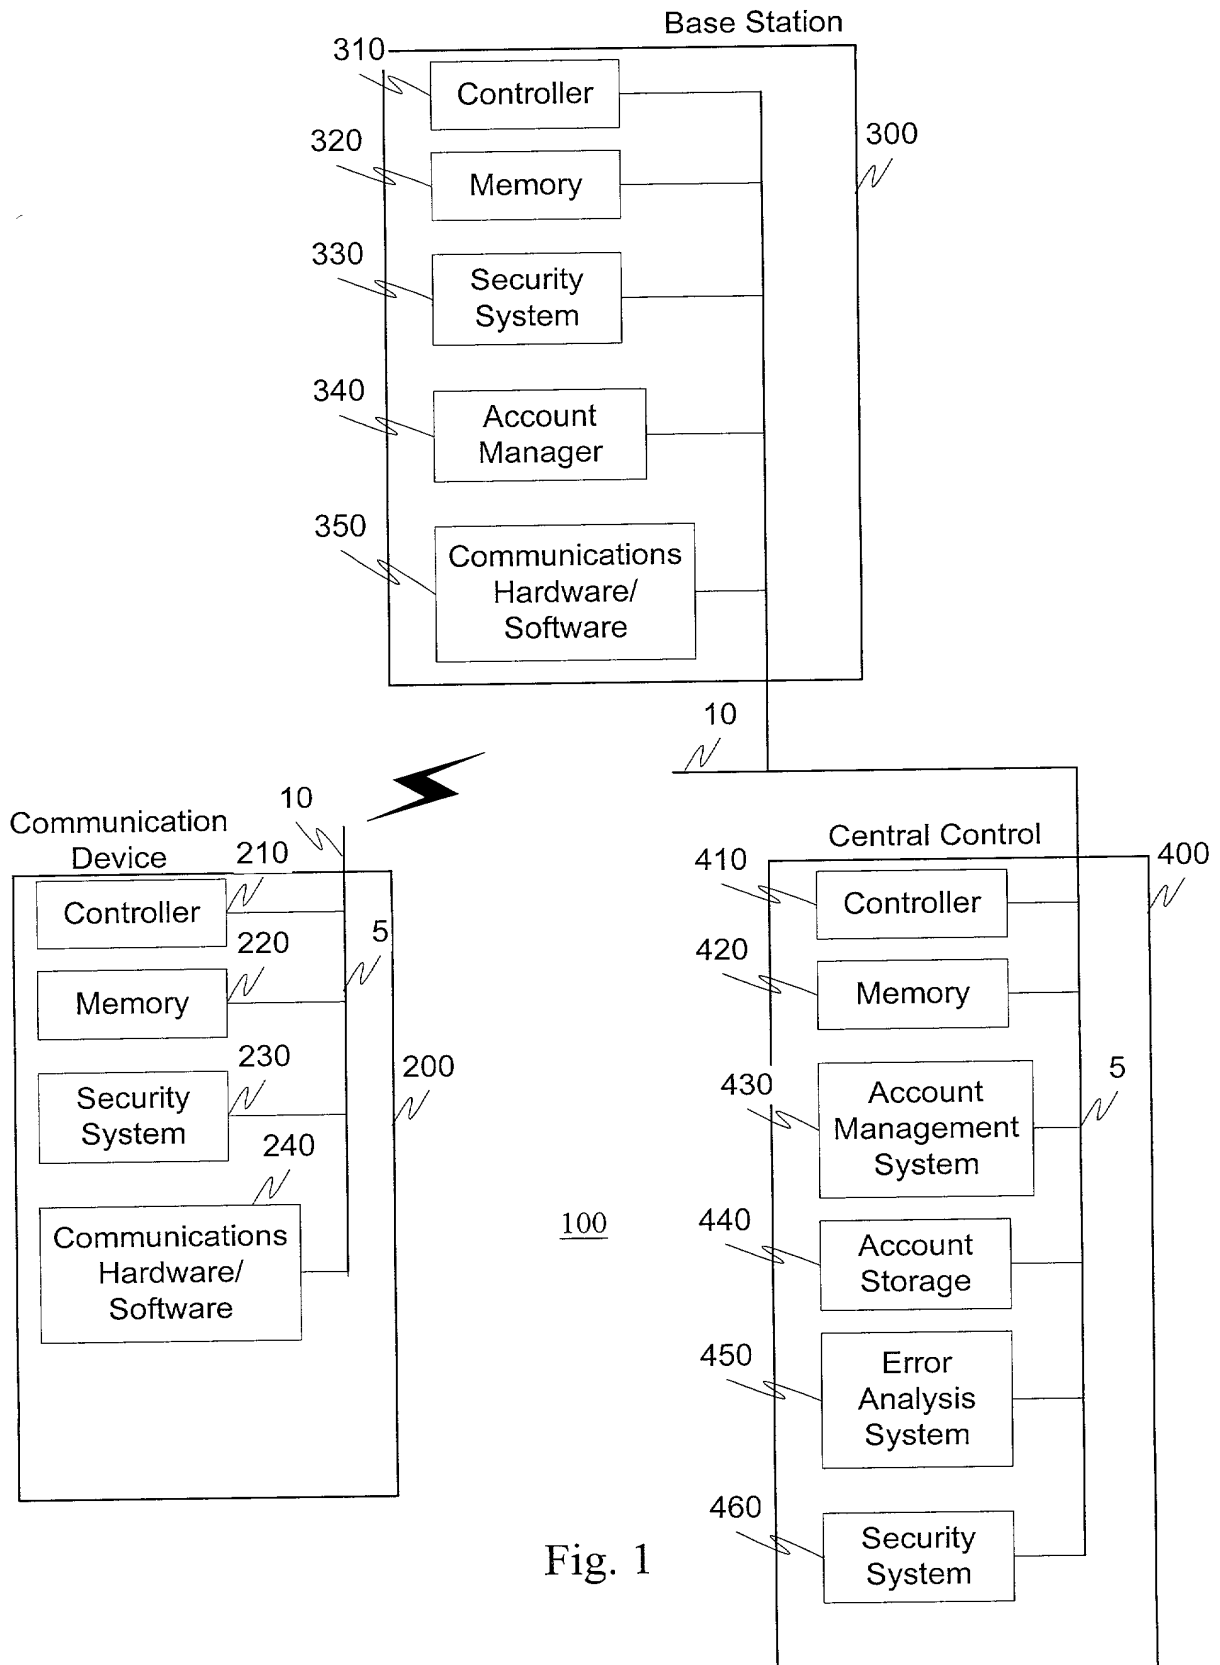 Base Station
310
Controller
320
Memory
300
330
Security
System
340
Account
Manager
350
Communications
Hardware/
Software
10
10
Communication
Device
210
Controller
220
Memory
5
230
Security
System
200
240
Communications
Hardware/
Software
100
Central Control
400
410
Controller
420
Memory
430
Account
Management
System
5
440
Account
Storage
450
Error
Analysis
System
460
Security
System
Fig. 1